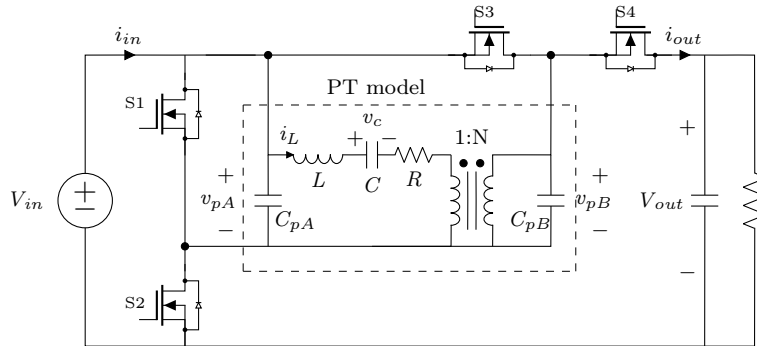 S3
S4
i_in
i_out
PT model
S1
v_c
i_L
1:N
+
−
+
+
+
V_in
L
C
R
v_pA
C_pA
C_pB
v_pB
V_out
−
−
−
S2